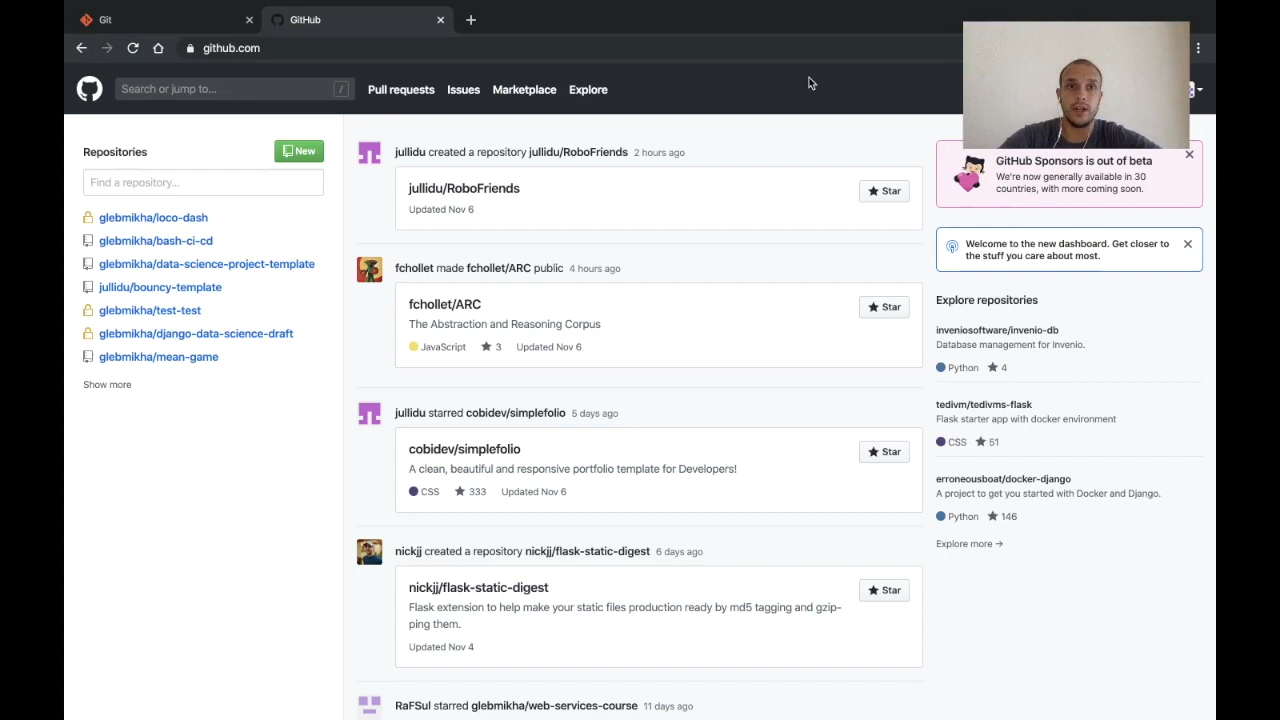 Git
GitHub
github.com
Search or jump to...
/
Pull requests
Issues
Marketplace
Explore
Repositories
New
Find a repository...
glebmikha/loco-dash
glebmikha/bash-ci-cd
glebmikha/data-science-project-template
jullidu/bouncy-template
glebmikha/test-test
glebmikha/django-data-science-draft
glebmikha/mean-game
Show more
jullidu created a repository jullidu/RoboFriends 2 hours ago
jullidu/RoboFriends
Star
Updated Nov 6
fchollet made fchollet/ARC public 4 hours ago
fchollet/ARC
Star
The Abstraction and Reasoning Corpus
JavaScript 3 Updated Nov 6
jullidu starred cobidev/simplefolio 5 days ago
cobidev/simplefolio
Star
A clean, beautiful and responsive portfolio template for Developers!
CSS 333 Updated Nov 6
nickjj created a repository nickjj/flask-static-digest 6 days ago
nickjj/flask-static-digest
Star
Flask extension to help make your static files production ready by md5 tagging and gzip-
ping them.
Updated Nov 4
RaFSul starred glebmikha/web-services-course 11 days ago
GitHub Sponsors is out of beta
We're now generally available in 30
countries, with more coming soon.
Welcome to the new dashboard. Get closer to
the stuff you care about most.
Explore repositories
inveniosoftware/invenio-db
Database management for Invenio.
Python 4
tedivm/tedivms-flask
Flask starter app with docker environment
CSS 51
erroneousboat/docker-django
A project to get you started with Docker and Django.
Python 146
Explore more →